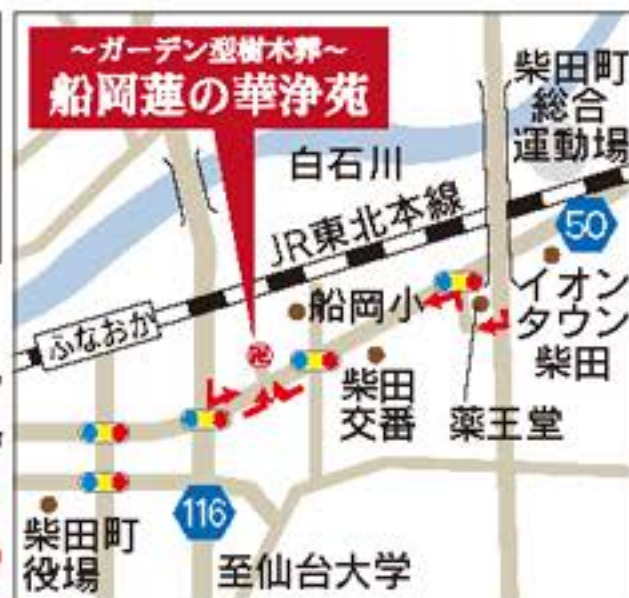 ～ガーデン型樹木葬～
船岡蓮の華浄苑
柴田町
総合
運動場
白石川
JR東北本線
50
ふなおか
船岡小
イオン
タウン
柴田
柴田
交番
薬王堂
116
柴田町
役場
至仙台大学